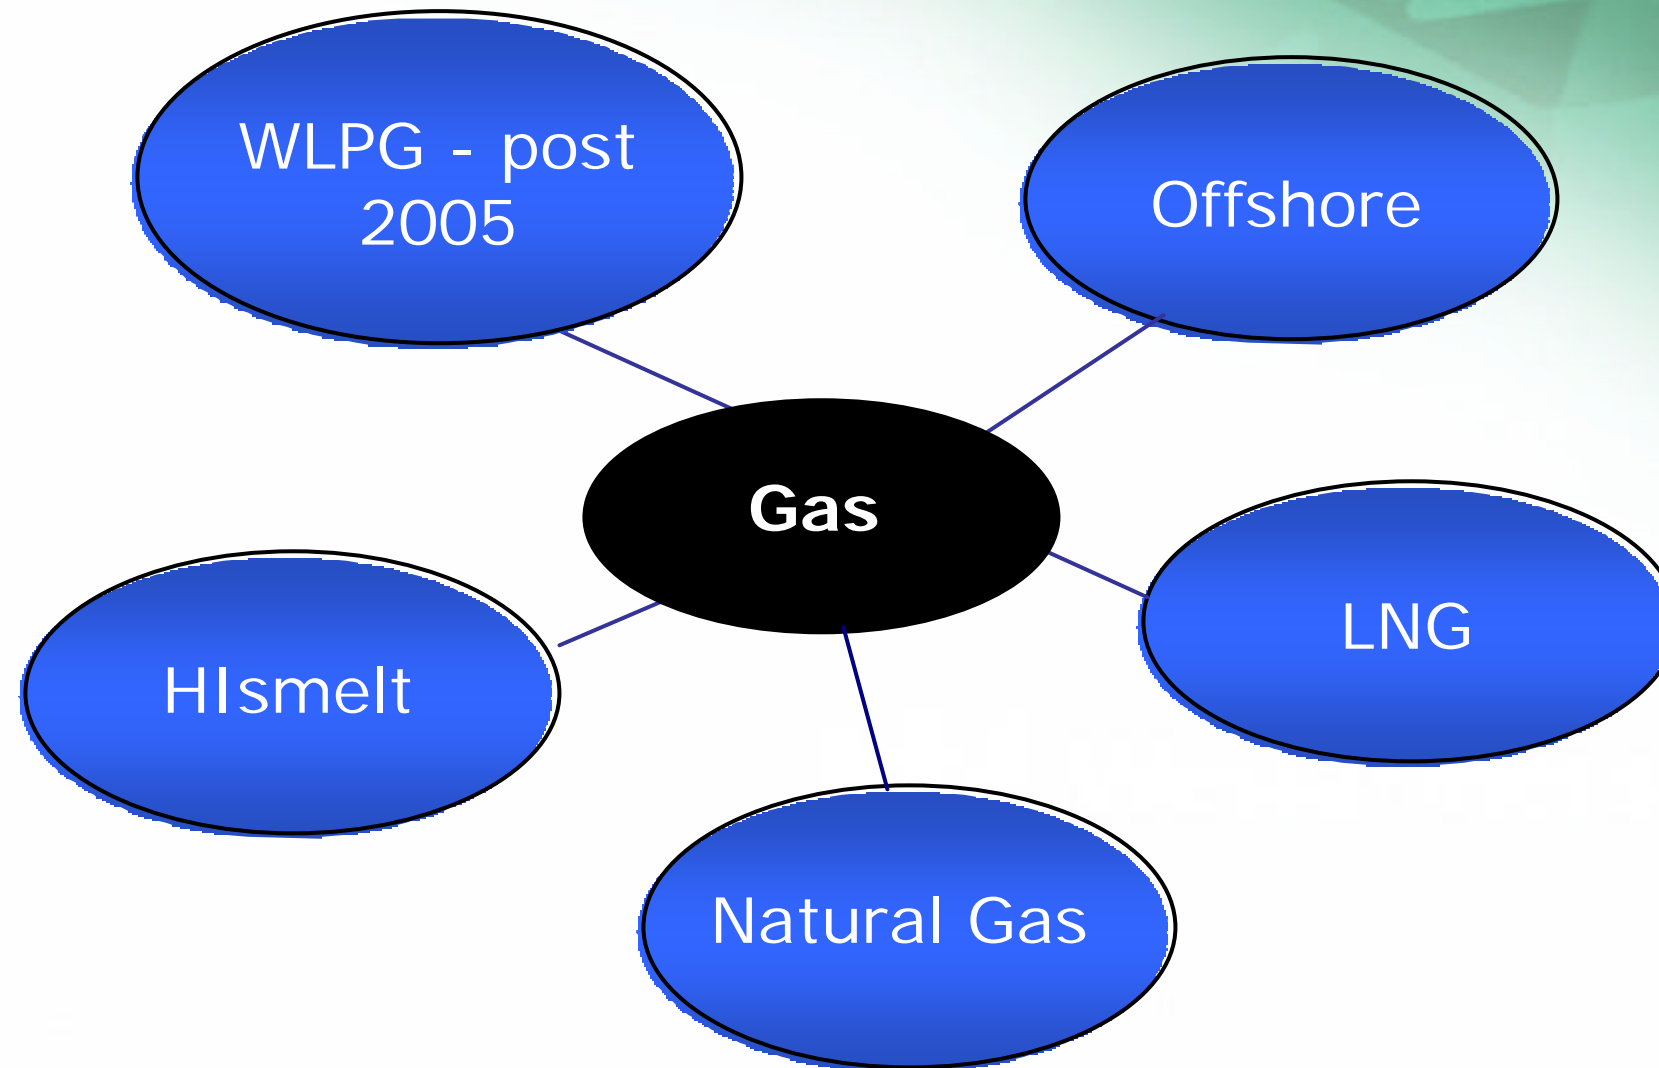 WLPG - post
2005
Offshore
Gas
LNG
HIsmelt
Natural Gas